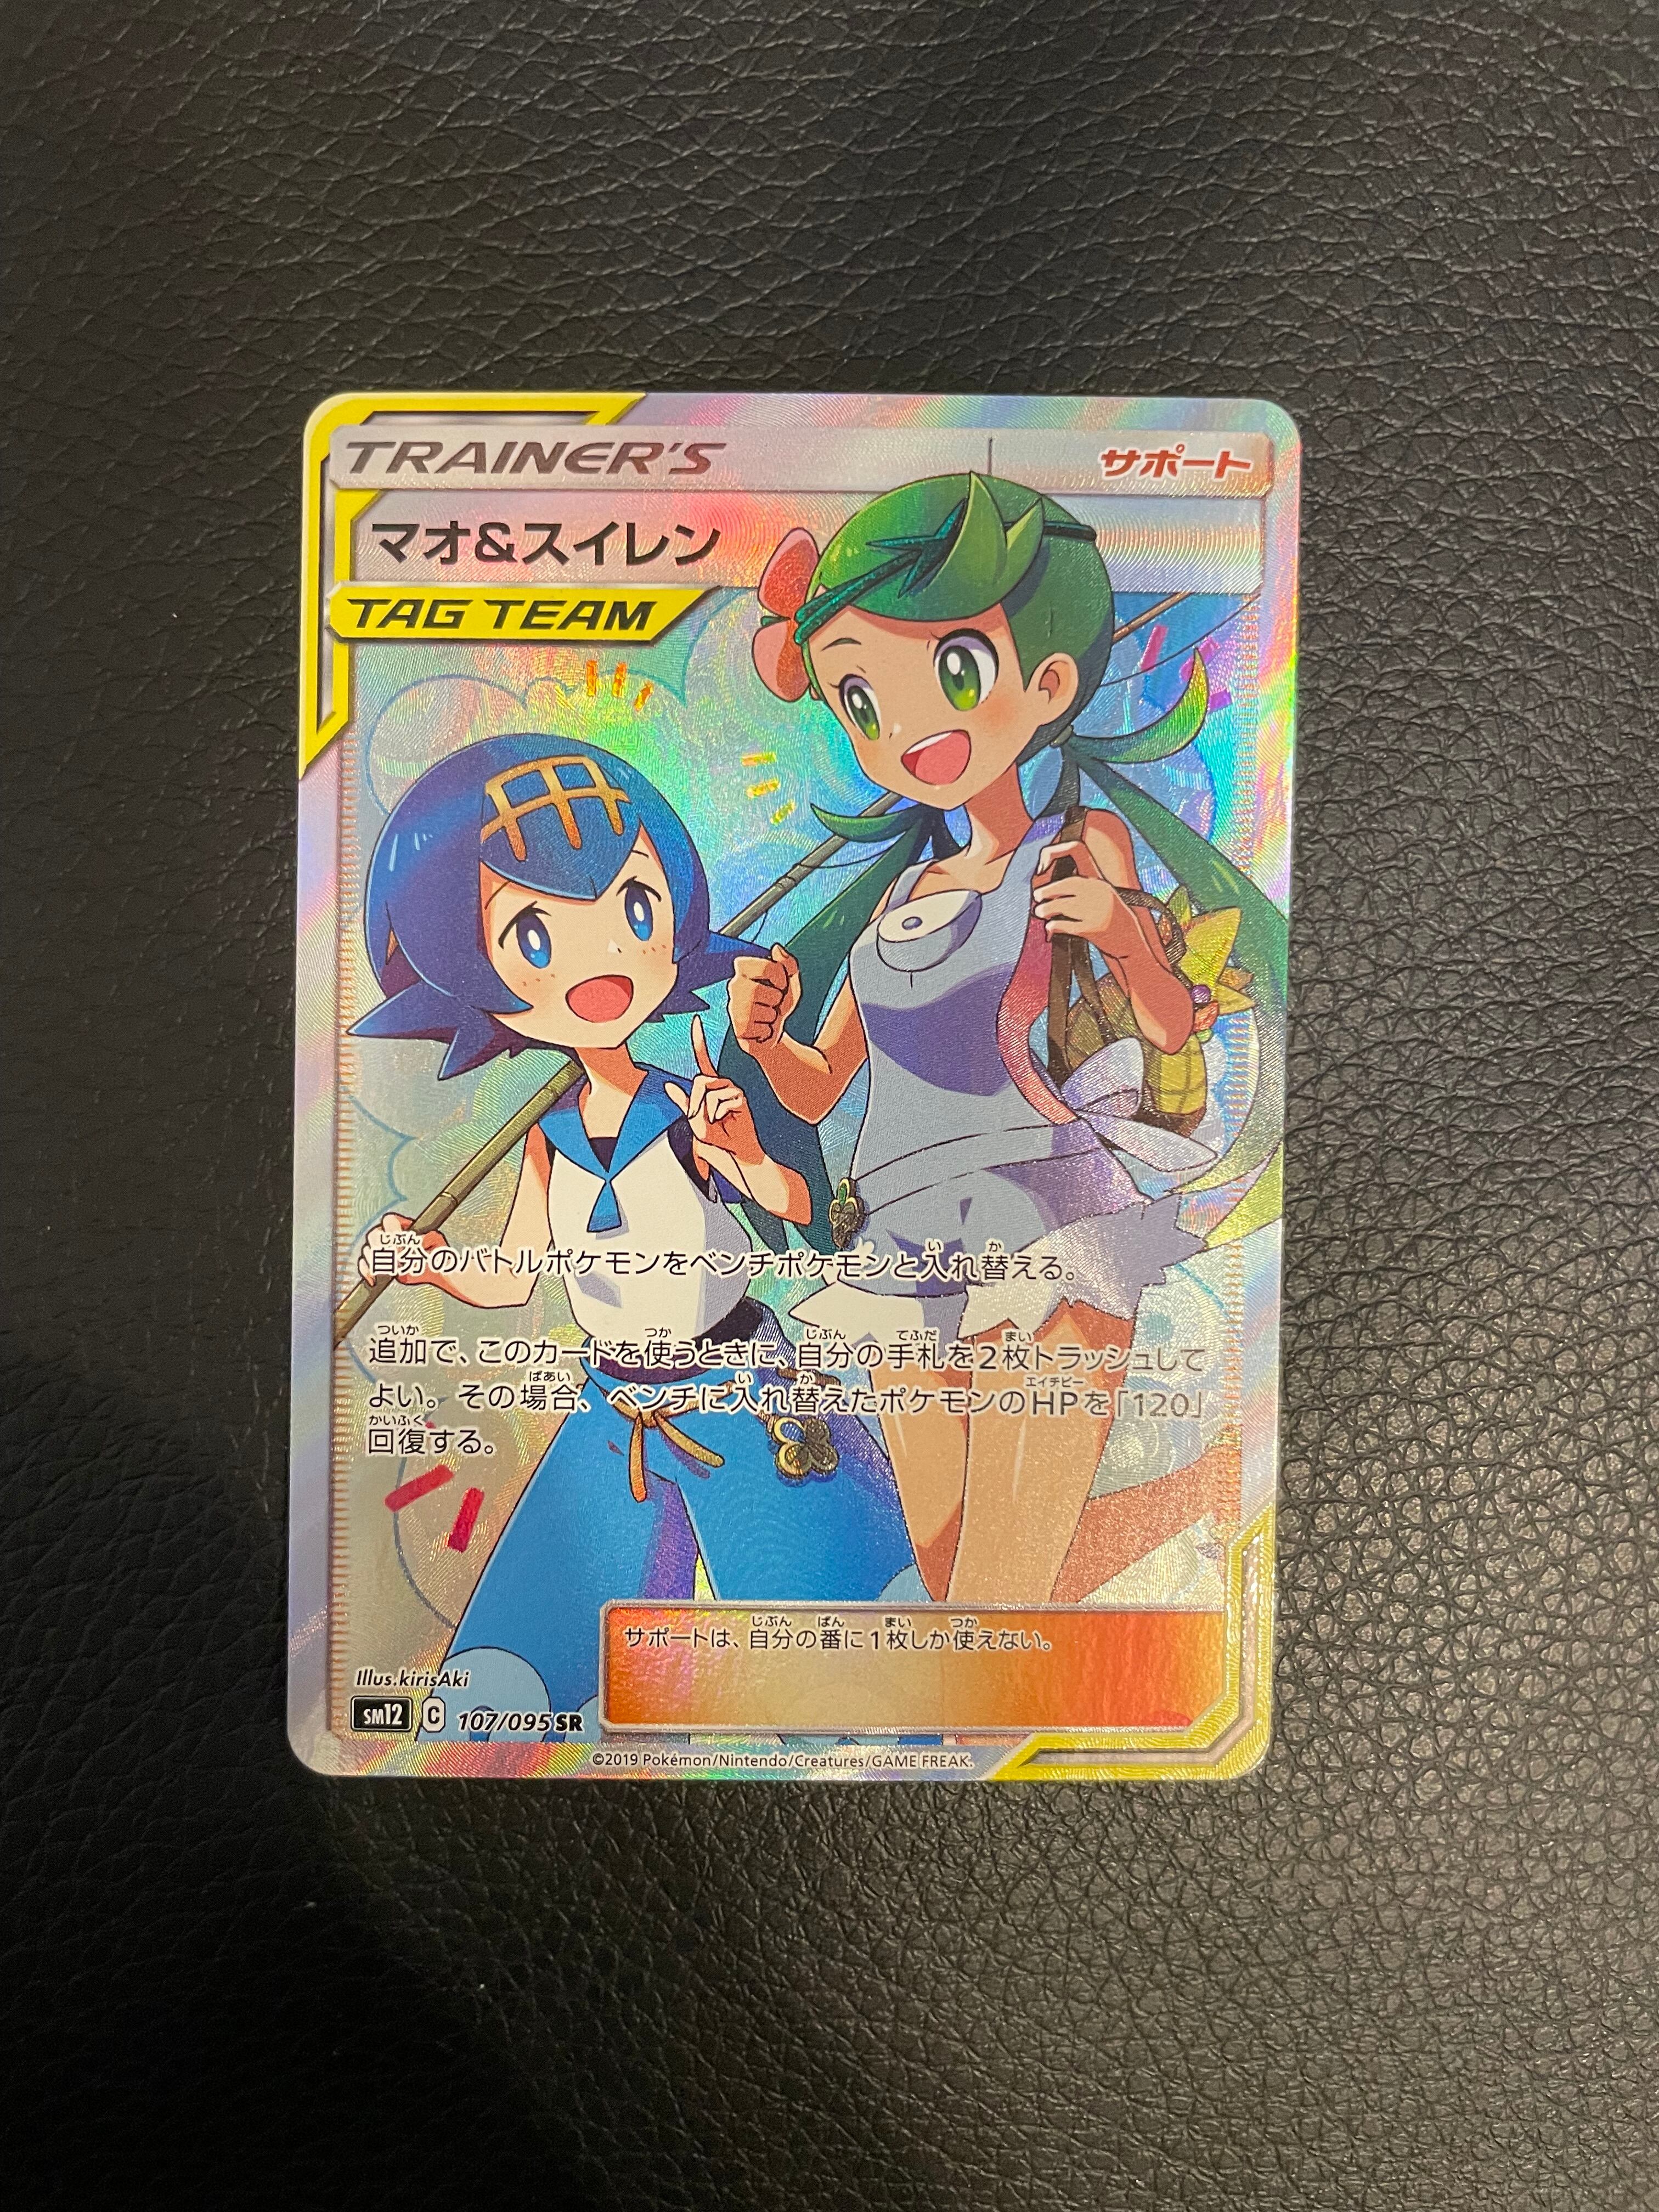 TRAINER'S
サポート
マオ&スイレン
TAG TEAM
自分のバトルポケモンをベンチポケモンと入れ替える。
追加で、このカードを使うときに、自分の手札を2枚トラッシュして
よい。その場合、ベンチに入れ替えたポケモンのHPを「120」
回復する。
サポートは、自分の番に1枚しか使えない。
Illus.kirisAki
SM12 C 107/095 SR
©2019 Pokémon/Nintendo/Creatures/GAME FREAK.